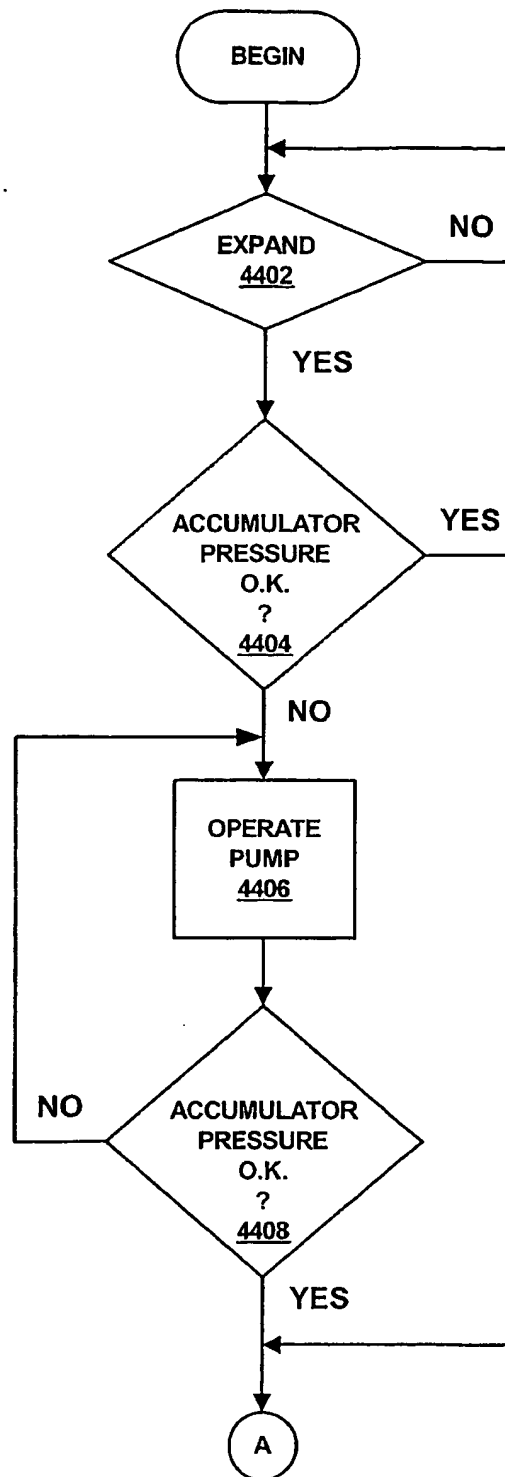 BEGIN
EXPAND
4402
NO
YES
ACCUMULATOR
PRESSURE
O.K.
?
4404
YES
NO
OPERATE
PUMP
4406
ACCUMULATOR
PRESSURE
O.K.
?
4408
NO
YES
A